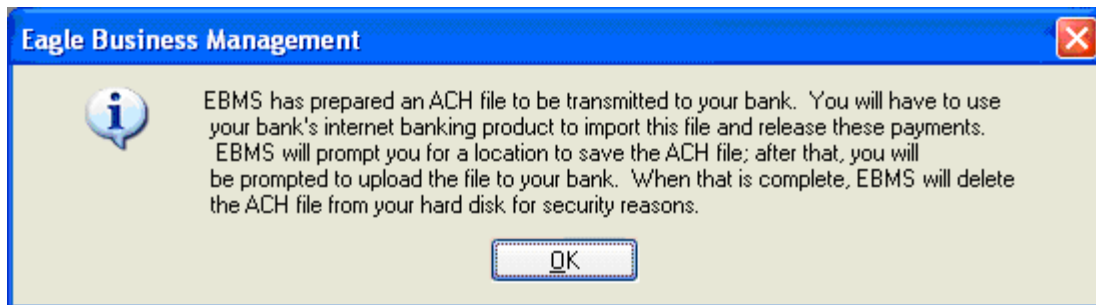 Eagle Business Management
EBMS has prepared an ACH file to be transmitted to your bank. You will have to use
your bank's internet banking product to import this file and release these payments.
EBMS will prompt you for a location to save the ACH file; after that, you will
be prompted to upload the file to your bank. When that is complete, EBMS will delete
the ACH file from your hard disk for security reasons.
OK